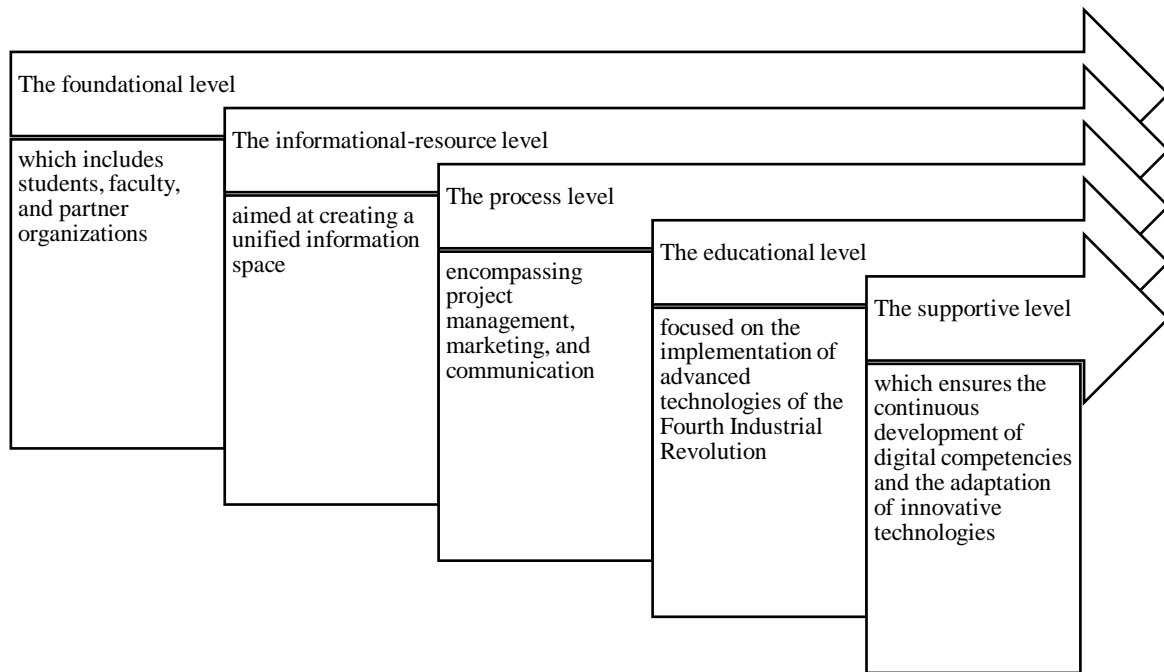 The foundational level
which includes
students, faculty,
and partner
organizations
The informational-resource level
aimed at creating a
unified information
space
The process level
encompassing
project
management,
marketing, and
communication
The educational level
focused on the
implementation of
advanced
technologies of the
Fourth Industrial
Revolution
The supportive level
which ensures the
continuous
development of
digital competencies
and the adaptation
of innovative
technologies